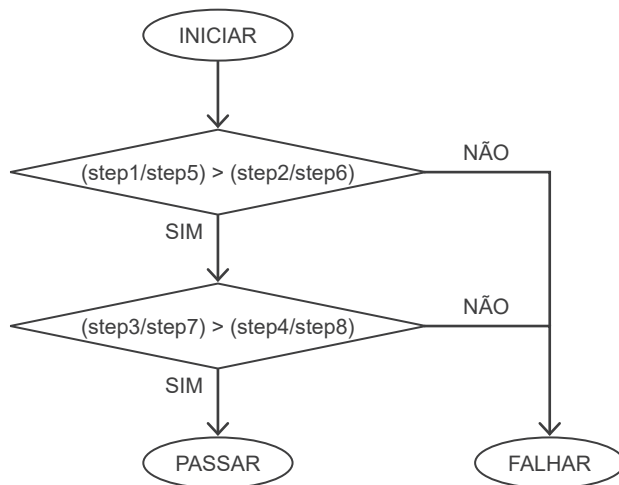 INICIAR
(step1/step5) > (step2/step6)
NÃO
SIM
(step3/step7) > (step4/step8)
NÃO
SIM
PASSAR
FALHAR